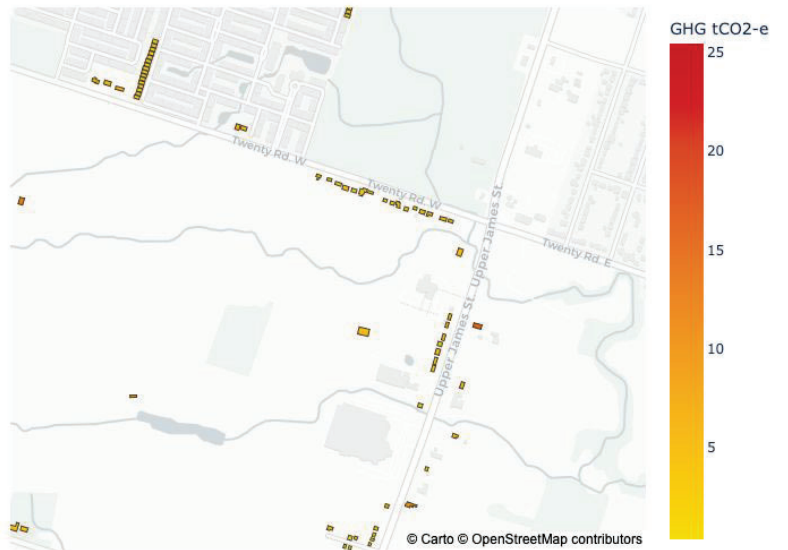 GHG tCO2-e
25
20
15
10
5
Twenty Rd. W
Twenty Rd. W
Twenty Rd. E
Upper James St.
Upper James St.
© Carto © OpenStreetMap contributors